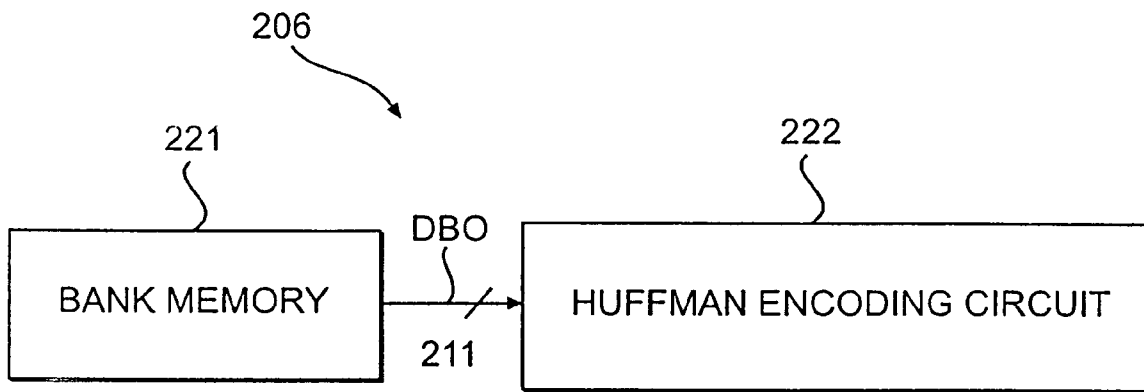 206
221
222
DBO
BANK MEMORY
HUFFMAN ENCODING CIRCUIT
211